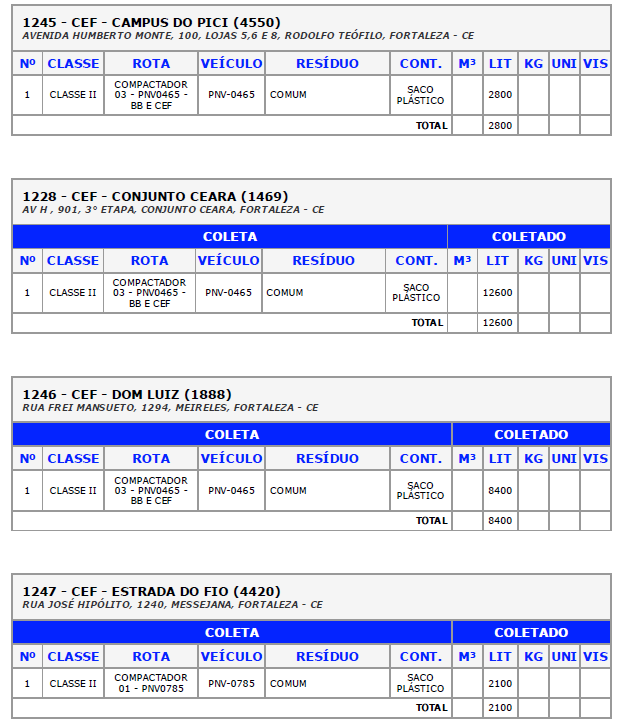 1245 - CEF - CAMPUS DO PICI (4550)
AVENIDA HUMBERTO MONTE, 100, LOJAS 5,6 E 8, RODOLFO TEÓFILO, FORTALEZA - CE
Nº CLASSE ROTA VEÍCULO RESÍDUO CONT. M³ LIT KG UNI VIS
COMPACTADOR
1 CLASSE II 03 - PNV0465 - PNV-0465 COMUM SACO PLÁSTICO 2800
BB E CEF
TOTAL 2800
1228 - CEF - CONJUNTO CEARA (1469)
AV H , 901, 3° ETAPA, CONJUNTO CEARA, FORTALEZA - CE
COLETA COLETADO
Nº CLASSE ROTA VEÍCULO RESÍDUO CONT. M³ LIT KG UNI VIS
COMPACTADOR
1 CLASSE II 03 - PNV0465 - PNV-0465 COMUM SACO PLÁSTICO 12600
BB E CEF
TOTAL 12600
1246 - CEF - DOM LUIZ (1888)
RUA FREI MANSUETO, 1294, MEIRELES, FORTALEZA - CE
COLETA COLETADO
Nº CLASSE ROTA VEÍCULO RESÍDUO CONT. M³ LIT KG UNI VIS
COMPACTADOR
1 CLASSE II 03 - PNV0465 - PNV-0465 COMUM SACO PLÁSTICO 8400
BB E CEF
TOTAL 8400
1247 - CEF - ESTRADA DO FIO (4420)
RUA JOSÉ HIPÓLITO, 1240, MESSEJANA, FORTALEZA - CE
COLETA COLETADO
Nº CLASSE ROTA VEÍCULO RESÍDUO CONT. M³ LIT KG UNI VIS
1 CLASSE II COMPACTADOR 01 - PNV0785 PNV-0785 COMUM SACO PLÁSTICO 2100
TOTAL 2100